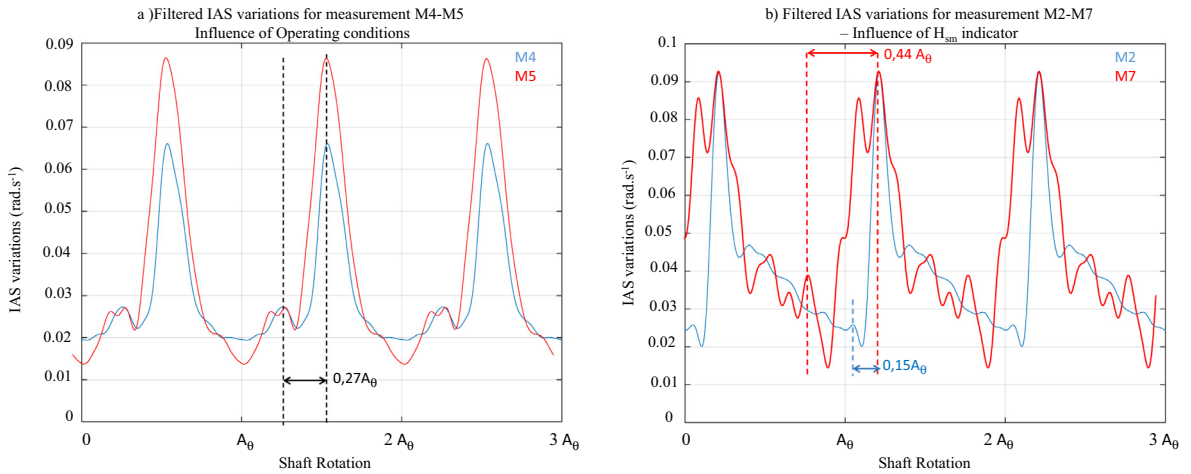 a )Filtered IAS variations for measurement M4-M5
Influence of Operating conditions
0.09
0.08
0.07
0.06
0.05
0.04
0.03
0.02
0.01
0
IAS variations (rad.s⁻¹)
M4
M5
0,27Aθ
0
Aθ
2 Aθ
3 Aθ
Shaft Rotation
b) Filtered IAS variations for measurement M2-M7
– Influence of Hsm indicator
0.1
0.09
0.08
0.07
0.06
0.05
0.04
0.03
0.02
0.01
0
IAS variations (rad.s⁻¹)
0,44 Aθ
M2
M7
0,15Aθ
0
Aθ
2 Aθ
3 Aθ
Shaft Rotation